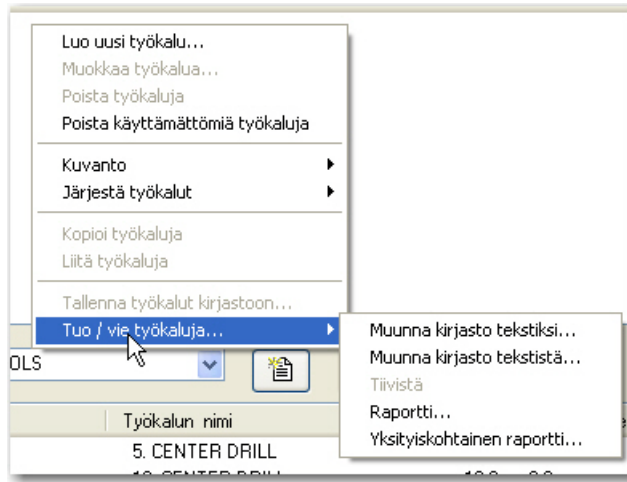 Luo uusi työkalu...
Muokkaa työkalua...
Poista työkaluja
Poista käyttämättömiä työkaluja
Kuvanto
Järjestä työkalut
Kopioi työkaluja
Liitä työkaluja
Tallenna työkalut kirjastoon...
Tuo / vie työkaluja...
Muunna kirjasto tekstiksi...
Muunna kirjasto tekstistä...
Tiivistä
Raportti...
Yksityiskohtainen raportti...
OLS
Työkalun nimi
5. CENTER DRILL
CENTER DRILL